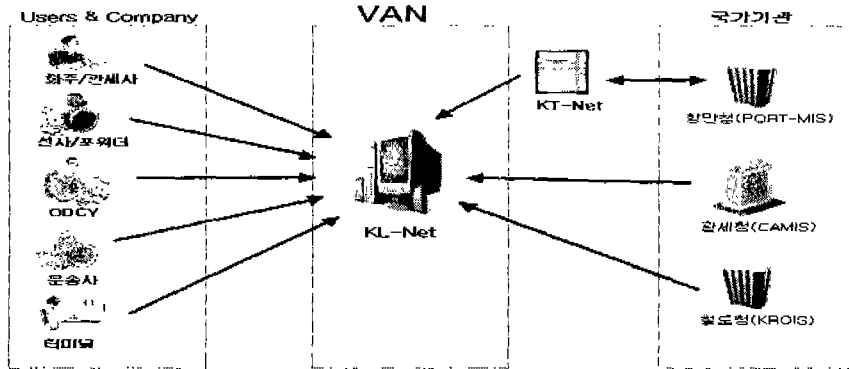 Users & Company
VAN
국가기관
화주/관세사
KT-Net
항만청(PORT-MIS)
선사/포워더
ODCY
KL-Net
관세청(CAMIS)
운송사
철도청(KROIS)
터미널